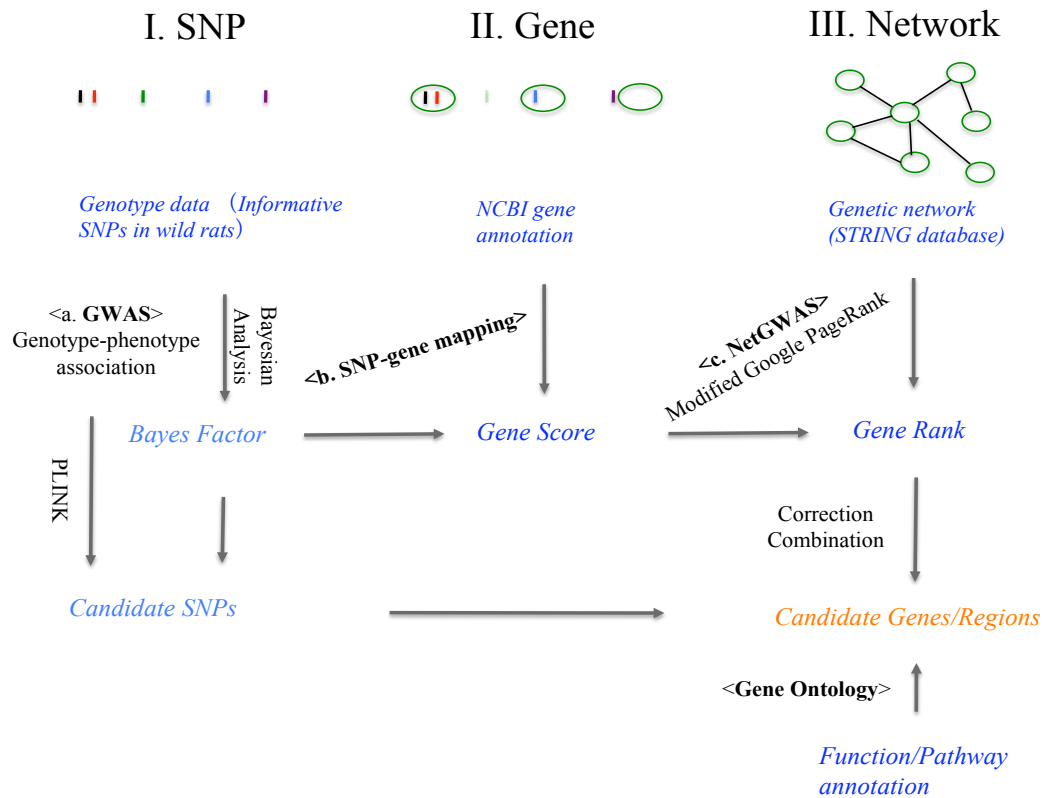 I. SNP
II. Gene
III. Network
Genotype data （Informative
SNPs in wild rats）
NCBI gene
annotation
Genetic network
(STRING database)
<a. GWAS>
Genotype-phenotype
association
Bayesian
Analysis
<b. SNP-gene mapping>
<c. NetGWAS>
Modified Google PageRank
PLINK
Bayes Factor
Gene Score
Gene Rank
Correction
Combination
Candidate SNPs
Candidate Genes/Regions
<Gene Ontology>
Function/Pathway
annotation